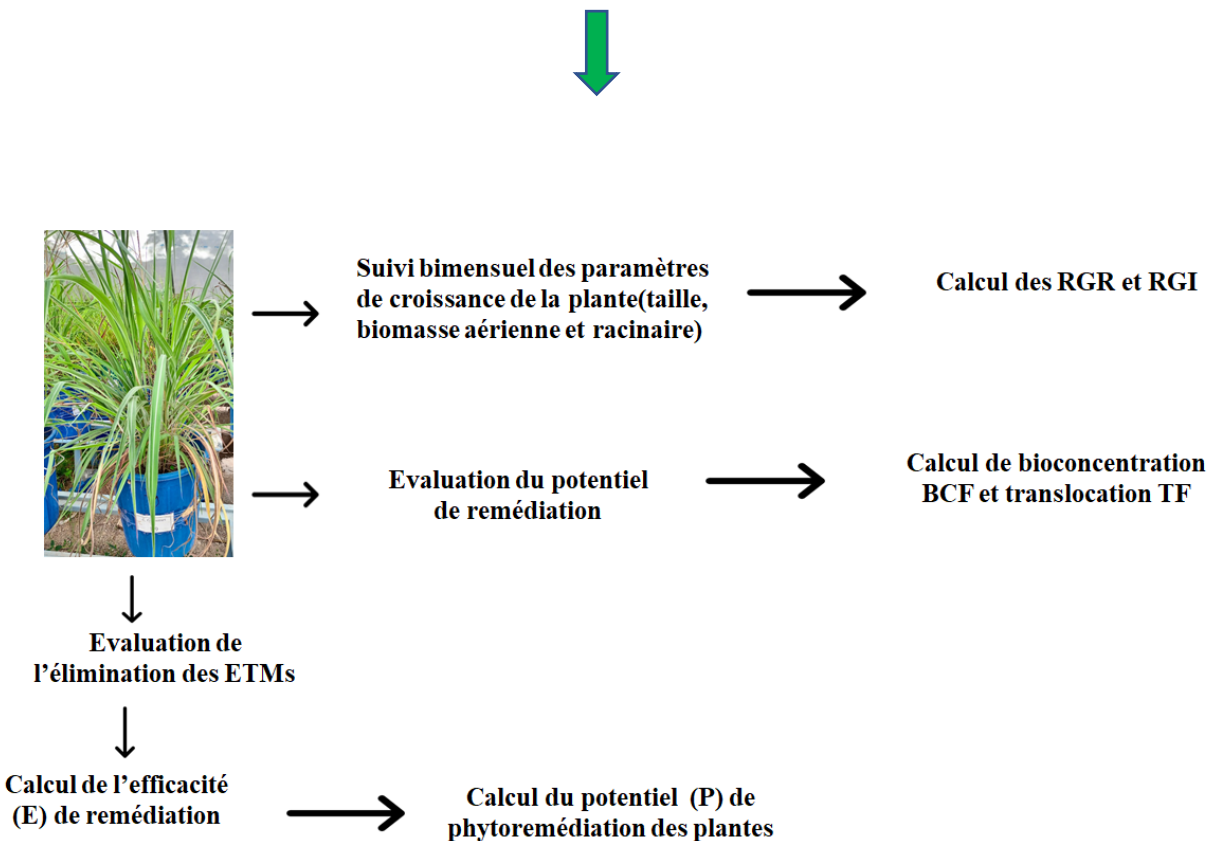 Suivi bimensuel des paramètres
de croissance de la plante(taille,
biomasse aérienne et racinaire)
Calcul des RGR et RGI
Evaluation du potentiel
de remédiation
Calcul de bioconcentration
BCF et translocation TF
Evaluation de
l'élimination des ETMs
Calcul de l'efficacité
(E) de remédiation
Calcul du potentiel (P) de
phytoremédiation des plantes